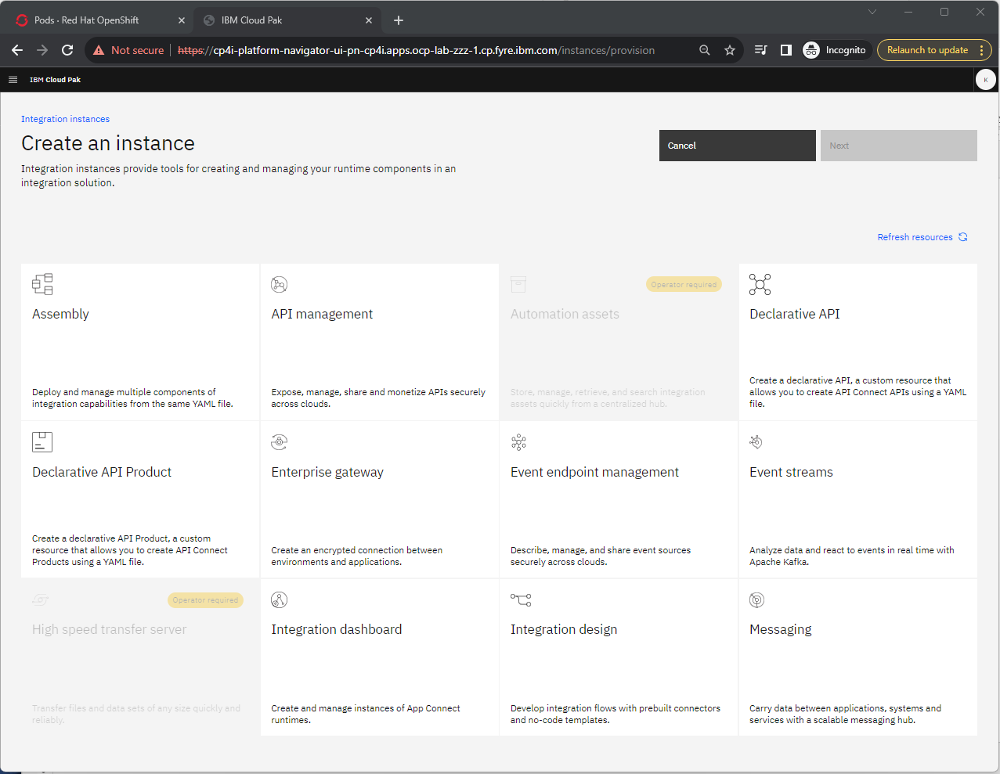 Pods · Red Hat OpenShift
IBM Cloud Pak
Not secure
https://cp4i-platform-navigator-ui-pn-cp4i.apps.ocp-lab-zzz-1.cp.fyre.ibm.com/instances/provision
Incognito
Relaunch to update
IBM Cloud Pak
K
Integration instances
Create an instance
Cancel
Next
Integration instances provide tools for creating and managing your runtime components in an
integration solution.
Refresh resources
Assembly
Deploy and manage multiple components of
integration capabilities from the same YAML file.
API management
Expose, manage, share and monetize APIs securely
across clouds.
Operator required
Automation assets
Store, manage, retrieve, and search integration
assets quickly from a centralized hub.
Declarative API
Create a declarative API, a custom resource that
allows you to create API Connect APIs using a YAML
file.
Declarative API Product
Create a declarative API Product, a custom
resource that allows you to create API Connect
Products using a YAML file.
Enterprise gateway
Create an encrypted connection between
environments and applications.
Event endpoint management
Describe, manage, and share event sources
securely across clouds.
Event streams
Analyze data and react to events in real time with
Apache Kafka.
Operator required
High speed transfer server
Transfer files and data sets of any size quickly and
reliably.
Integration dashboard
Create and manage instances of App Connect
runtimes.
Integration design
Develop integration flows with prebuilt connectors
and no-code templates.
Messaging
Carry data between applications, systems and
services with a scalable messaging hub.